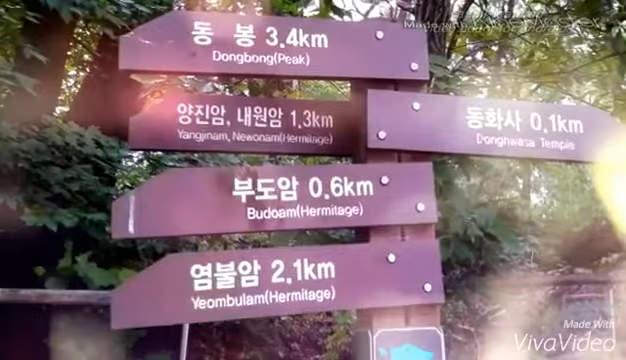 동 봉 3.4km
Dongbong(Peak)
양진암, 내원암 1.3km
Yangjinam, Newonam(Hermitage)
동화사 0.1km
Donghwasa Temple
부도암 0.6km
Budoam(Hermitage)
염불암 2.1km
Yeombulam(Hermitage)
Made With
VivaVideo